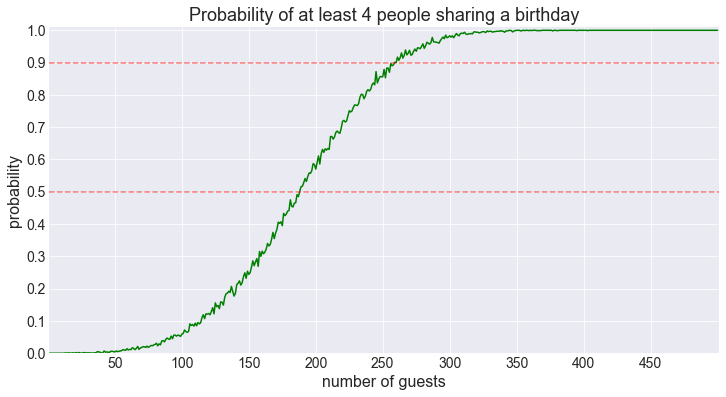 Probability of at least 4 people sharing a birthday
1.0
0.9
0.8
0.7
0.6
0.5
0.4
0.3
0.2
0.1
0.0
probability
50 100 150 200 250 300 350 400 450
number of guests